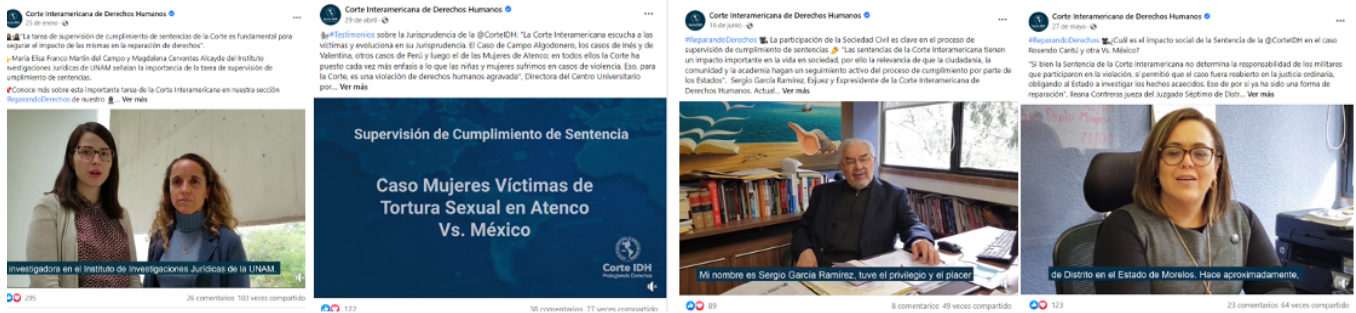 Corte Interamericana de Derechos Humanos
25 de enero
"La tarea de supervisión de cumplimiento de sentencias de la Corte es fundamental para
segurar el impacto de las mismas en la reparación de derechos".
María Elisa Franco Martín del Campo y Magdalena Cervantes Alcayde del Instituto
nvestigaciones Jurídicas de UNAM señalan la importancia de la tarea de supervisión de
umplimiento de sentencias.
Conoce más sobre esta importante tarea de la Corte Interamericana en nuestra sección
#ReparandoDerechos de nuestro ... Ver más
investigadora en el Instituto de Investigaciones Jurídicas de la UNAM.
295
26 comentarios 103 veces compartido
Corte Interamericana de Derechos Humanos
29 de abril
#Testimonios sobre la Jurisprudencia de la @CorteIDH: "La Corte Interamericana escucha a las
víctimas y evoluciona en su Jurisprudencia. El Caso de Campo Algodonero, los casos de Inés y de
Valentina, otros casos de Perú y luego el de las Mujeres de Atenco; en todos ellos la Corte ha
puesto cada vez más enfasis a lo que las niñas y mujeres sufrimos en casos de violencia. Eso, para
la Corte, es una violación de derechos humanos agravada", Directora del Centro Universitario
por... Ver más
Supervisión de Cumplimiento de Sentencia
Caso Mujeres Víctimas de
Tortura Sexual en Atenco
Vs. México
Corte IDH
Protegiendo Derechos
122
38 comentarios 77 veces compartido
Corte Interamericana de Derechos Humanos
16 de junio
#ReparandoDerechos La participación de la Sociedad Civil es clave en el proceso de
supervisión de cumplimiento de sentencias "Las sentencias de la Corte Interamericana tienen
un impacto importante en la vida en sociedad, por ello la relevancia de que la ciudadanía, la
comunidad y la academia hagan un seguimiento activo del proceso de cumplimiento por parte de
los Estados". Sergio García Ramírez, Exjuez y Expresidente de la Corte Interamericana de
Derechos Humanos. Actual... Ver más
Mi nombre es Sergio García Ramírez, tuve el privilegio y el placer
89
8 comentarios 49 veces compartido
Corte Interamericana de Derechos Humanos
27 de mayo
#ReparandoDerechos ¿Cuál es el impacto social de la Sentencia de la @CorteIDH en el caso
Rosendo Cantú y otra Vs. México?
"Si bien la Sentencia de la Corte Interamericana no determina la responsabilidad de los militares
que participaron en la violación, sí permitió que el caso fuera reabierto en la justicia ordinaria,
obligando al Estado a investigar los hechos acaecidos. Eso de por sí ya ha sido una forma de
reparación", Ileana Contreras jueza del Juzgado Séptimo de Distr... Ver más
de Distrito en el Estado de Morelos. Hace aproximadamente,
123
23 comentarios 64 veces compartido